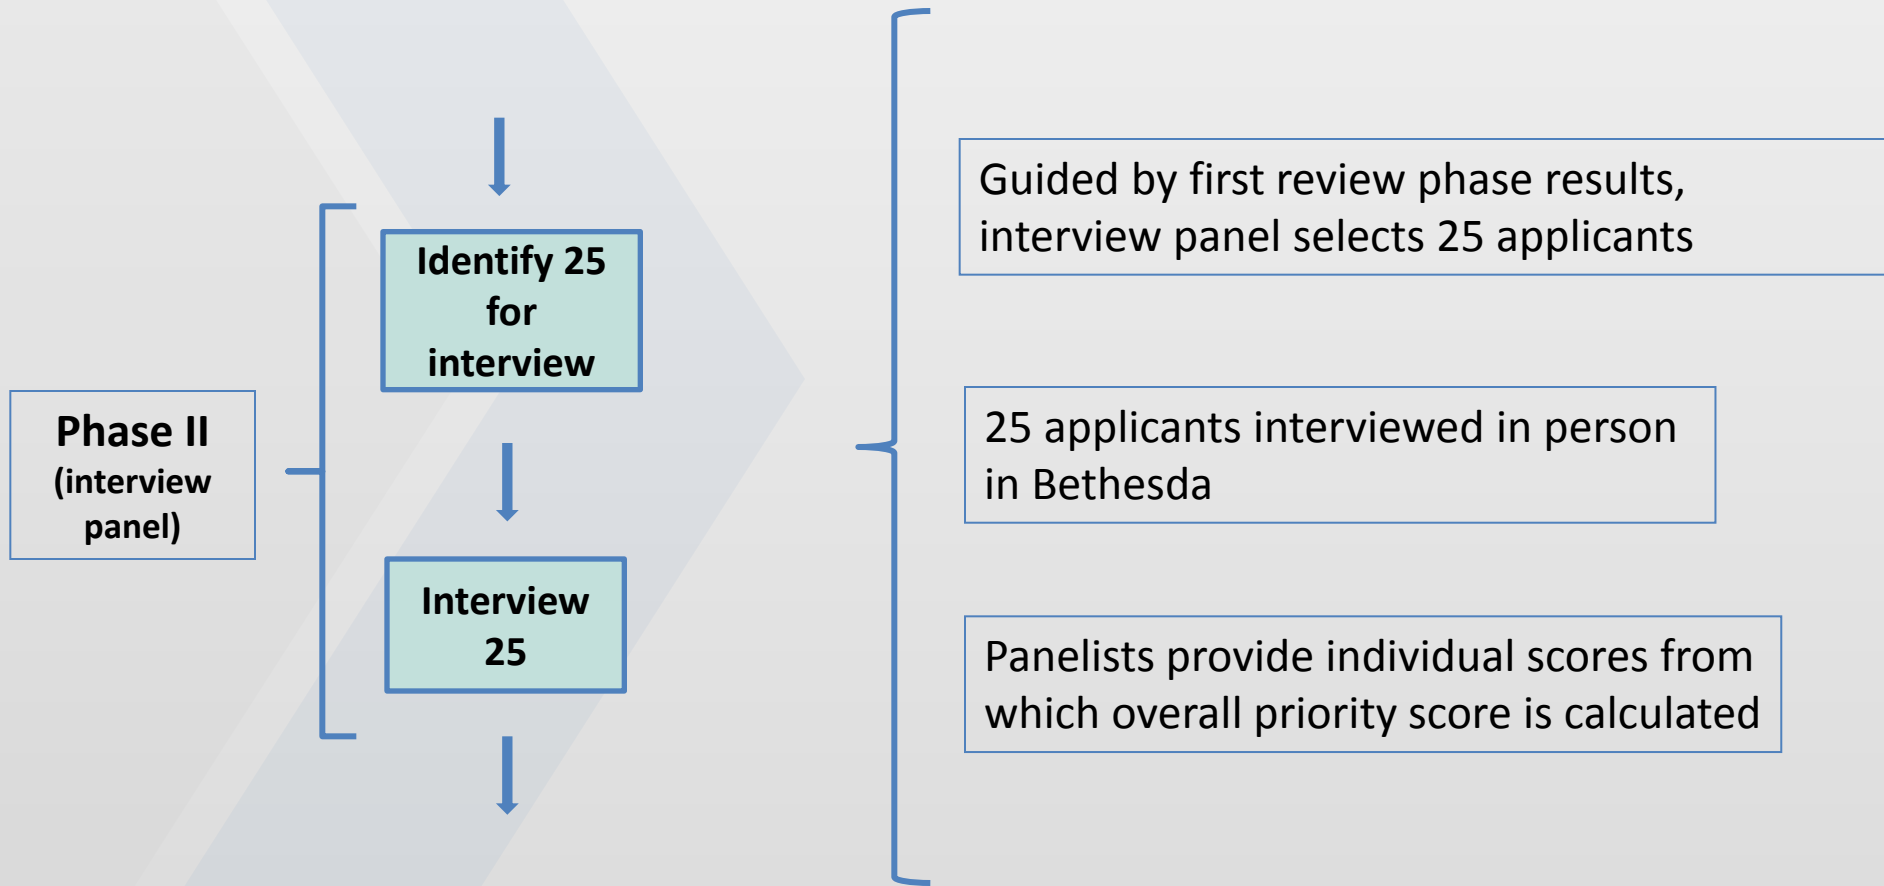 Phase II
(interview
panel)
Identify 25
for
interview
Interview
25
Guided by first review phase results,
interview panel selects 25 applicants
25 applicants interviewed in person
in Bethesda
Panelists provide individual scores from
which overall priority score is calculated